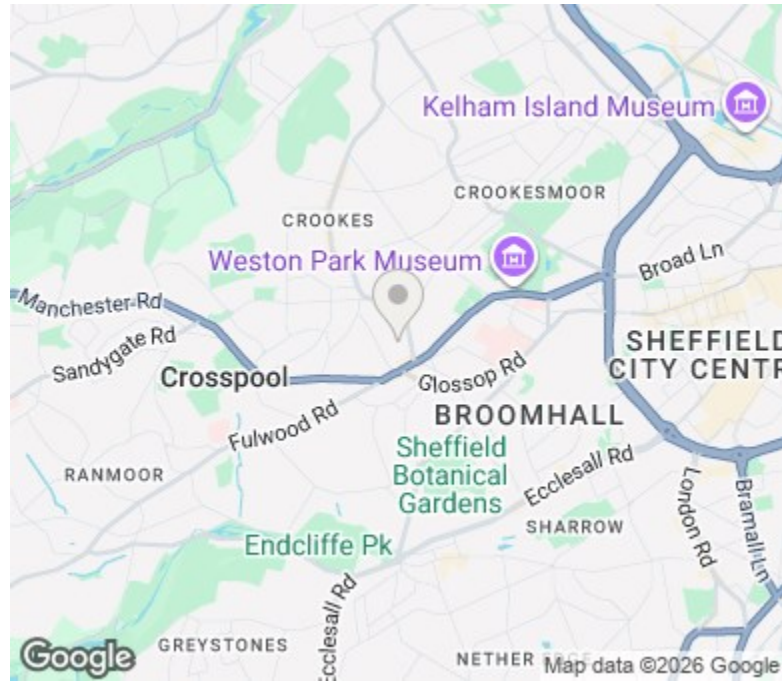 Kelham Island Museum
CROOKESMOOR
CROOKES
Weston Park Museum
Broad Ln
Manchester Rd
Sandygate Rd
SHEFFIELD
CITY CENTR
Crosspool
Glossop Rd
Fulwood Rd
BROOMHALL
Sheffield
Botanical
Gardens
Ecclesall Rd
RANMOOR
London Rd
Bramall Ln
SHARROW
Endcliffe Pk
Ecclesall Rd
GREYSTONES
NETHER
Google
Map data ©2026 Google